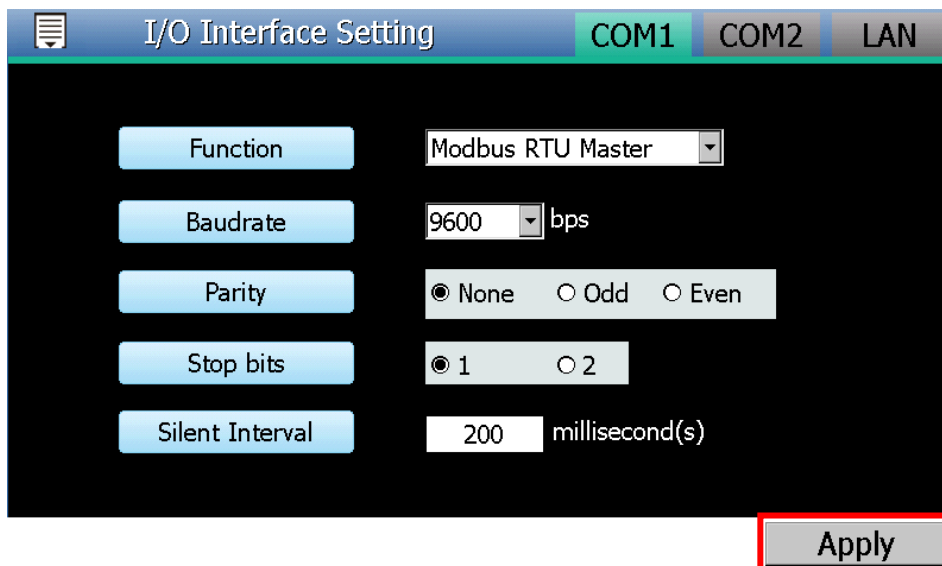 I/O Interface Setting COM1 COM2 LAN
Function Modbus RTU Master
Baudrate 9600 bps
Parity None Odd Even
Stop bits 1 2
Silent Interval 200 millisecond(s)
Apply